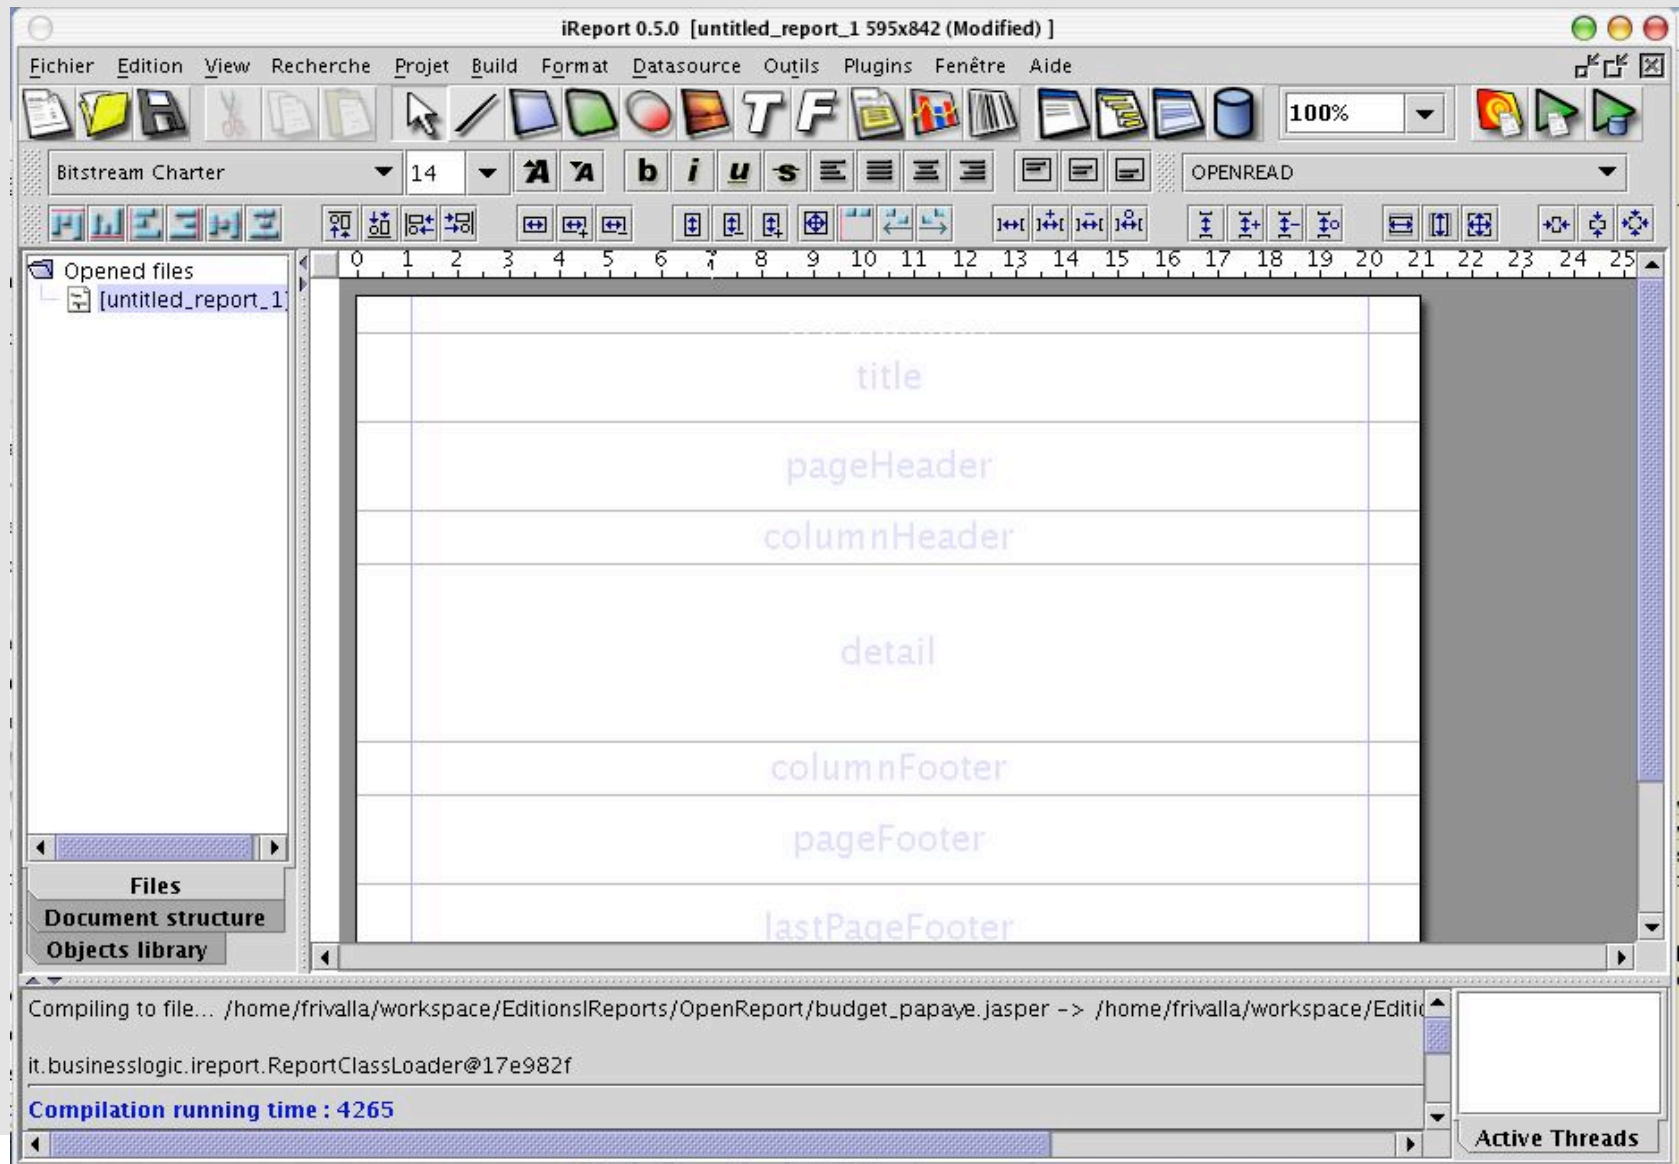 iReport 0.5.0 [untitled_report_1 595x842 (Modified) ]
Fichier Edition View Recherche Projet Build Format Datasource Outils Plugins Fenêtre Aide
T F 100%
Bitstream Charter 14 A A b i u s OPENREAD
Opened files
[untitled_report_1]
0 1 2 3 4 5 6 7 8 9 10 11 12 13 14 15 16 17 18 19 20 21 22 23 24 25
title
pageHeader
columnHeader
detail
columnFooter
pageFooter
lastPageFooter
Files
Document structure
Objects library
Compiling to file... /home/frivalla/workspace/EditionsIReports/OpenReport/budget_papaye.jasper -> /home/frivalla/workspace/Editio
it.businesslogic.ireport.ReportClassLoader@17e982f
Compilation running time : 4265
Active Threads